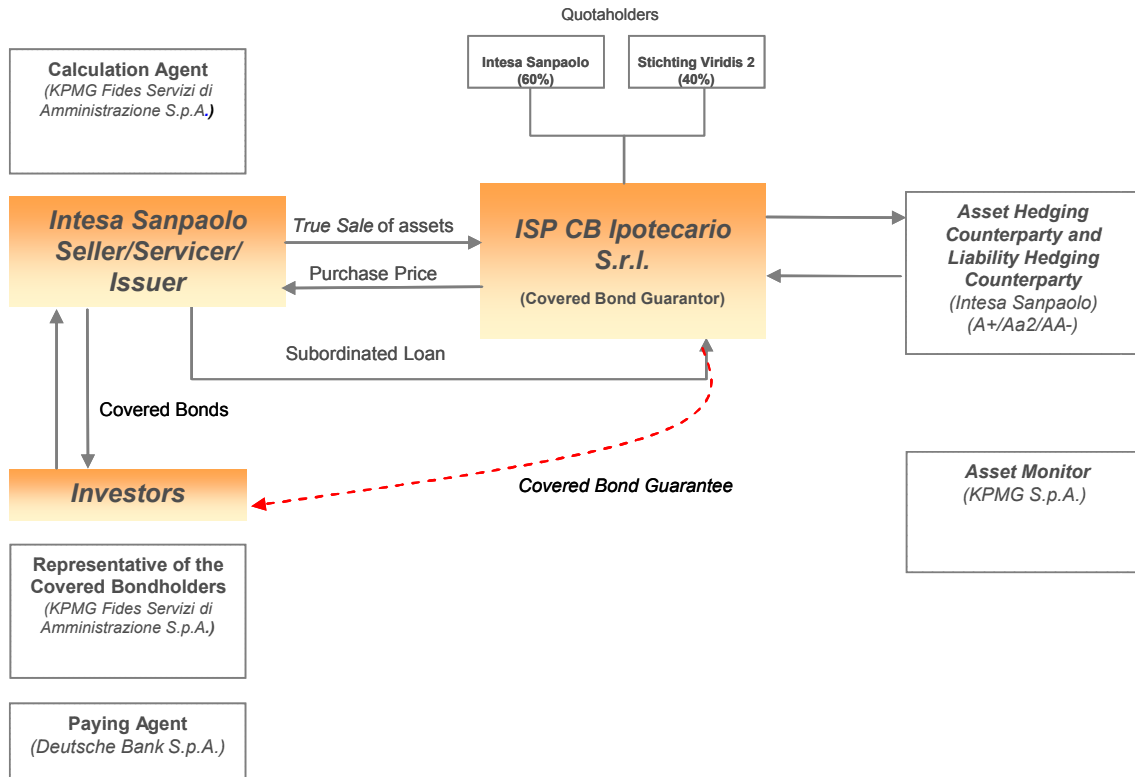 Quotaholders
Intesa Sanpaolo
(60%)
Stichting Viridis 2
(40%)
Calculation Agent
(KPMG Fides Servizi di
Amministrazione S.p.A.)
Intesa Sanpaolo
Seller/Servicer/
Issuer
True Sale of assets
Purchase Price
ISP CB Ipotecario
S.r.l.
(Covered Bond Guarantor)
Asset Hedging
Counterparty and
Liability Hedging
Counterparty
(Intesa Sanpaolo)
(A+/Aa2/AA-)
Subordinated Loan
Covered Bonds
Investors
Covered Bond Guarantee
Asset Monitor
(KPMG S.p.A.)
Representative of the
Covered Bondholders
(KPMG Fides Servizi di
Amministrazione S.p.A.)
Paying Agent
(Deutsche Bank S.p.A.)